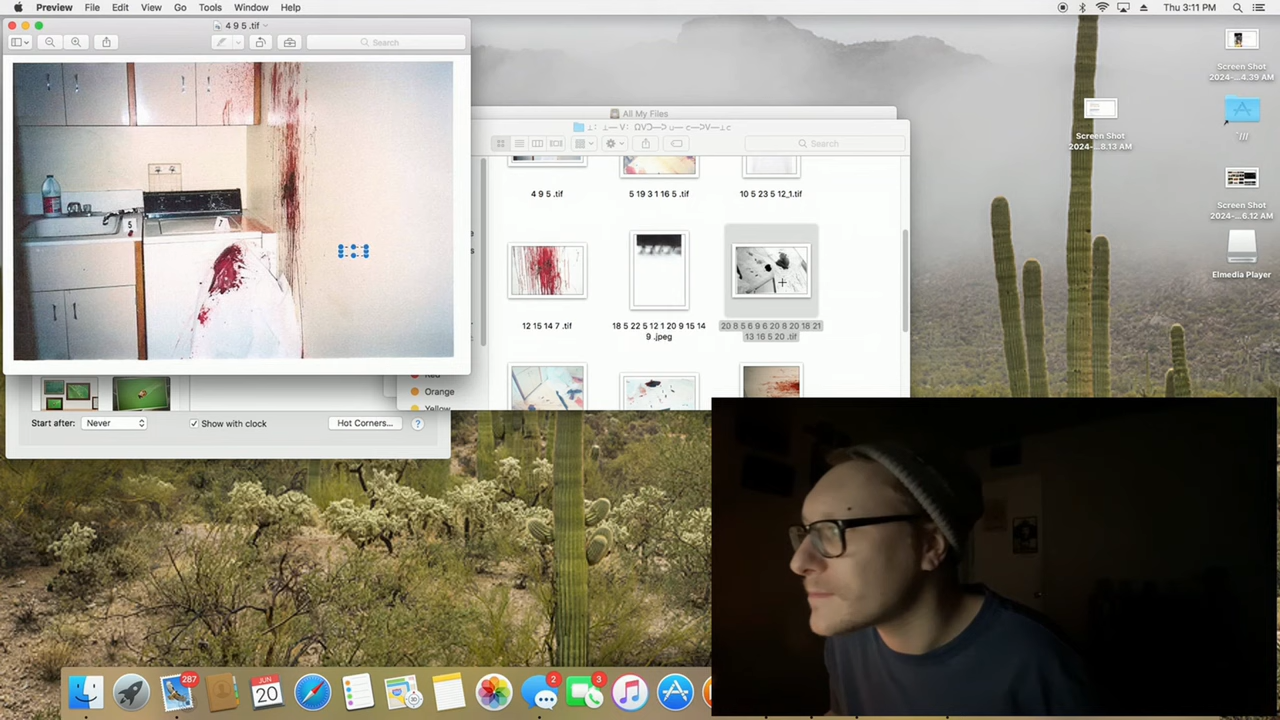 Preview File Edit View Go Tools Window Help
Thu 3:11 PM
4 9 5 .tif
Search
5
7
All My Files
Search
4 9 5 .tif
5 19 3 1 16 5 .tif
10 5 23 5 12_1.tif
12 15 14 7 .tif
18 5 22 5 12 1 20 9 15 14
9 .jpeg
20 8 5 6 9 6 20 8 20 18 21
13 16 5 20 .tif
Orange
Start after: Never
Show with clock
Hot Corners...
?
Screen Shot
2024-...4.39 AM
Screen Shot
2024-...8.13 AM
Screen Shot
2024-...6.12 AM
Elmedia Player
287
JUN
20
2
3